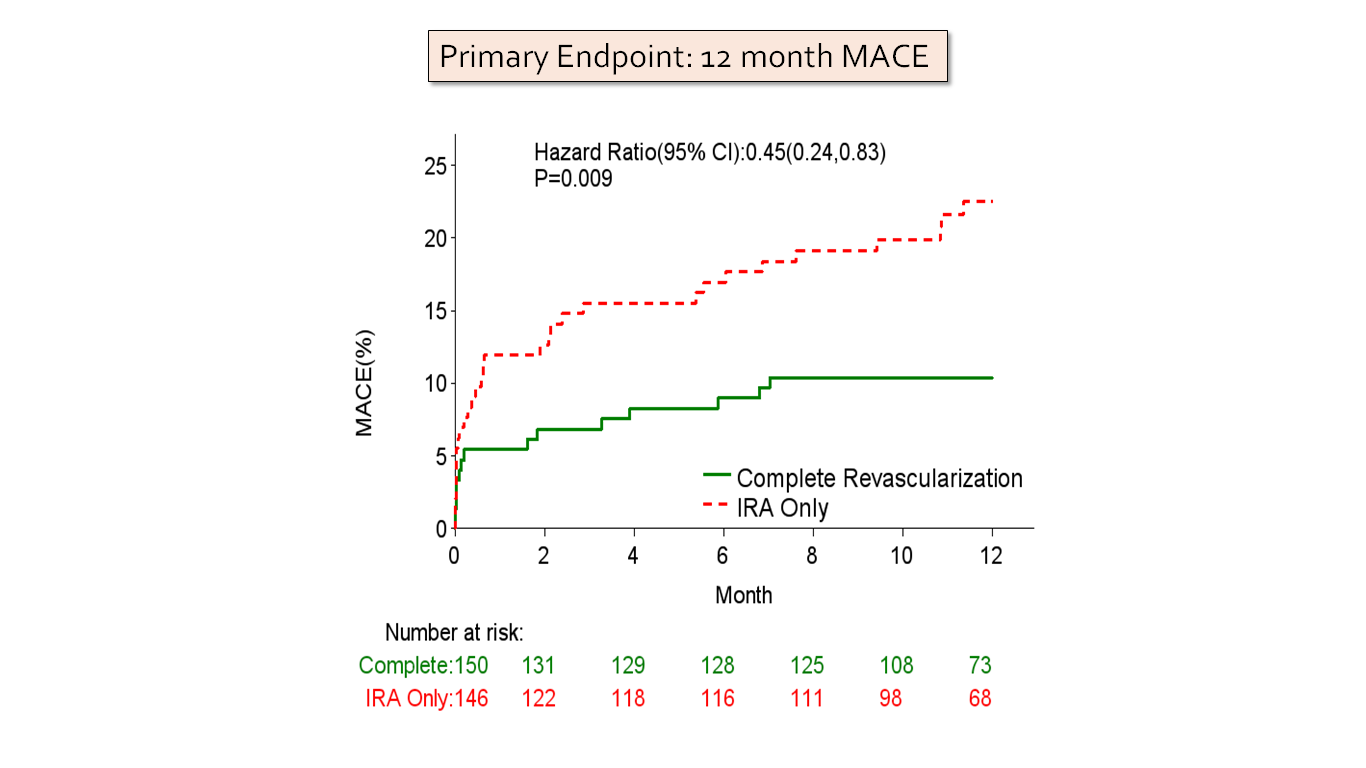 Primary Endpoint: 12 month MACE
Hazard Ratio(95% CI):0.45(0.24,0.83)
P=0.009
25
20
15
10
5
0
MACE(%)
Complete Revascularization
IRA Only
0 2 4 6 8 10 12
Month
Number at risk:
Complete:150 131 129 128 125 108 73
IRA Only:146 122 118 116 111 98 68